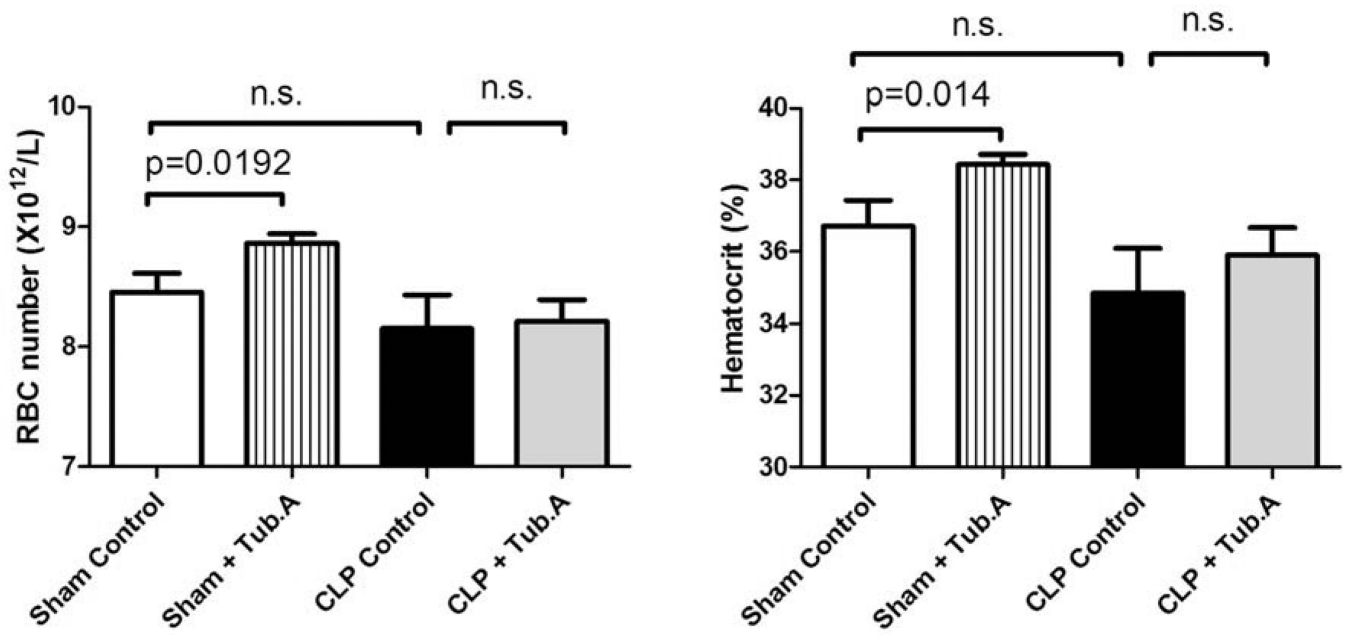 n.s.
n.s.
p=0.0192
10
9
8
7
RBC number (X10¹²/L)
Sham Control
Sham + Tub.A
CLP Control
CLP + Tub.A
n.s.
n.s.
p=0.014
40
38
36
34
32
30
Hematocrit (%)
Sham Control
Sham + Tub.A
CLP Control
CLP + Tub.A